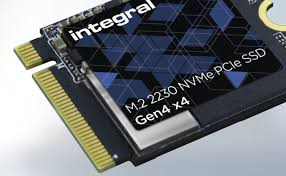 integral
M.2 2230 NVMe PCIe SSD
Gen4 x4